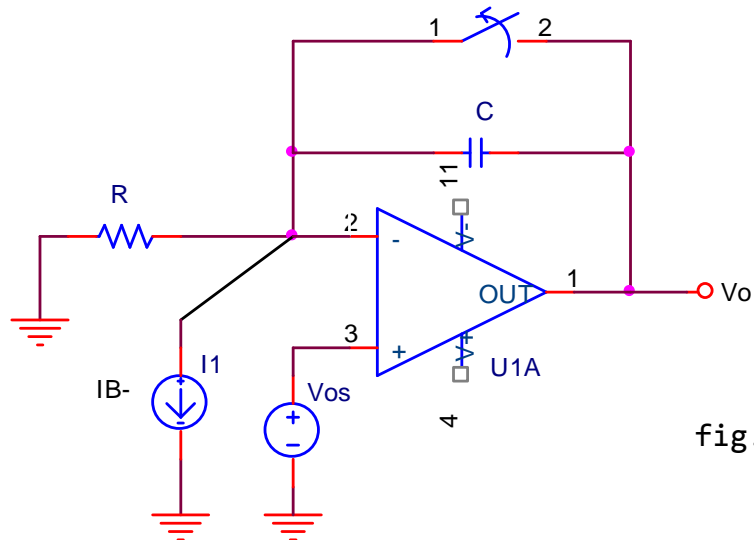 1
2
C
11
R
2
-
V-
1
OUT
Vo
3
+
V+
U1A
I1
IB-
Vos
4
fig.